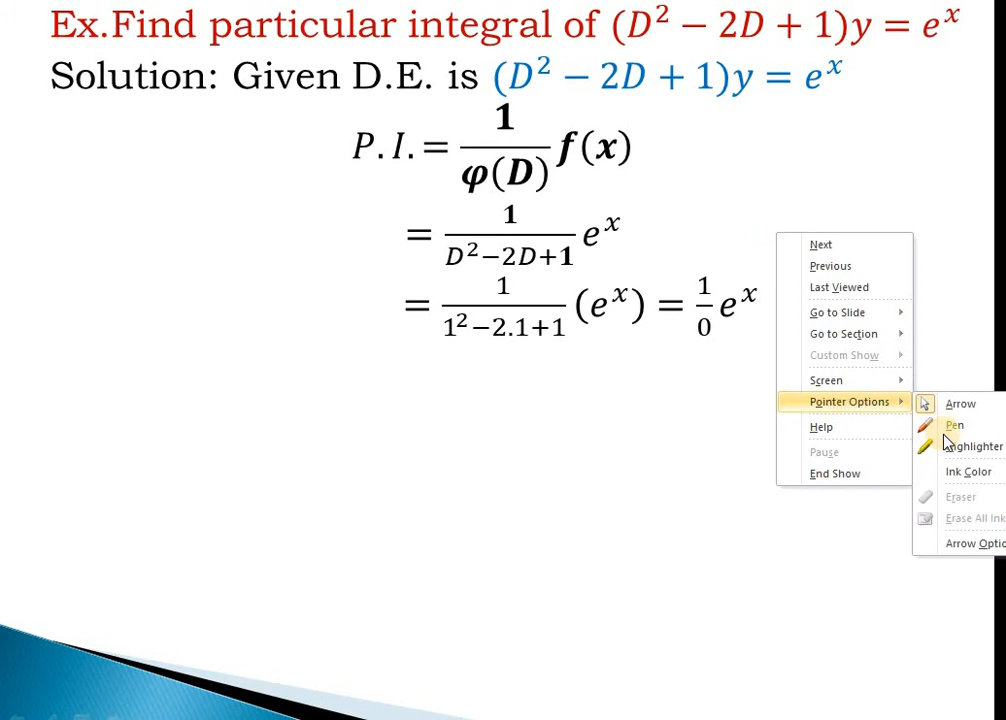 Ex.Find particular integral of (D² − 2D + 1)y = eˣ
Solution: Given D.E. is (D² − 2D + 1)y = eˣ
P.I. = 1/φ(D) f(x)
= 1/(D²−2D+1) eˣ
= 1/(1²−2.1+1) (eˣ) = 1/0 eˣ
Next
Previous
Last Viewed
Go to Slide
Go to Section
Custom Show
Screen
Pointer Options
Help
Pause
End Show
Arrow
Pen
Highlighter
Ink Color
Eraser
Erase All Ink
Arrow Optio